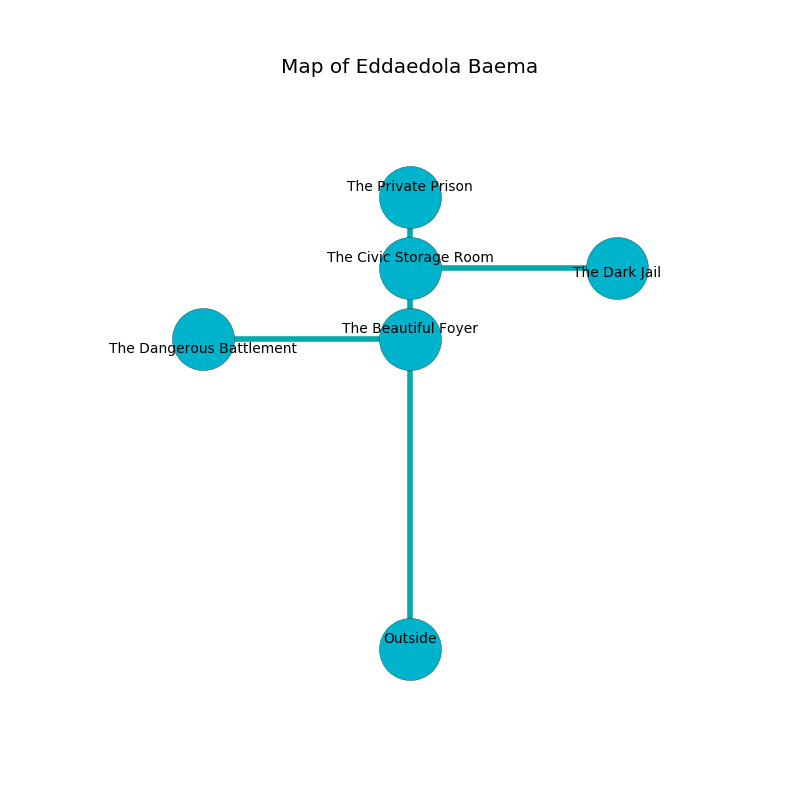 Map of Eddaedola Baema
The Private Prison
The Civic Storage Room
The Dark Jail
The Beautiful Foyer
The Dangerous Battlement
Outside